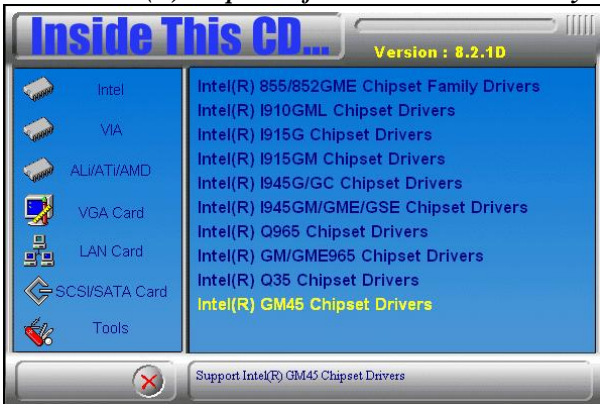 Inside This CD...
Version : 8.2.1D
Intel
VIA
ALi/ATi/AMD
VGA Card
LAN Card
SCSI/SATA Card
Tools
Intel(R) 855/852GME Chipset Family Drivers
Intel(R) I910GML Chipset Drivers
Intel(R) I915G Chipset Drivers
Intel(R) I915GM Chipset Drivers
Intel(R) I945G/GC Chipset Drivers
Intel(R) I945GM/GME/GSE Chipset Drivers
Intel(R) Q965 Chipset Drivers
Intel(R) GM/GME965 Chipset Drivers
Intel(R) Q35 Chipset Drivers
Intel(R) GM45 Chipset Drivers
Support Intel(R) GM45 Chipset Drivers